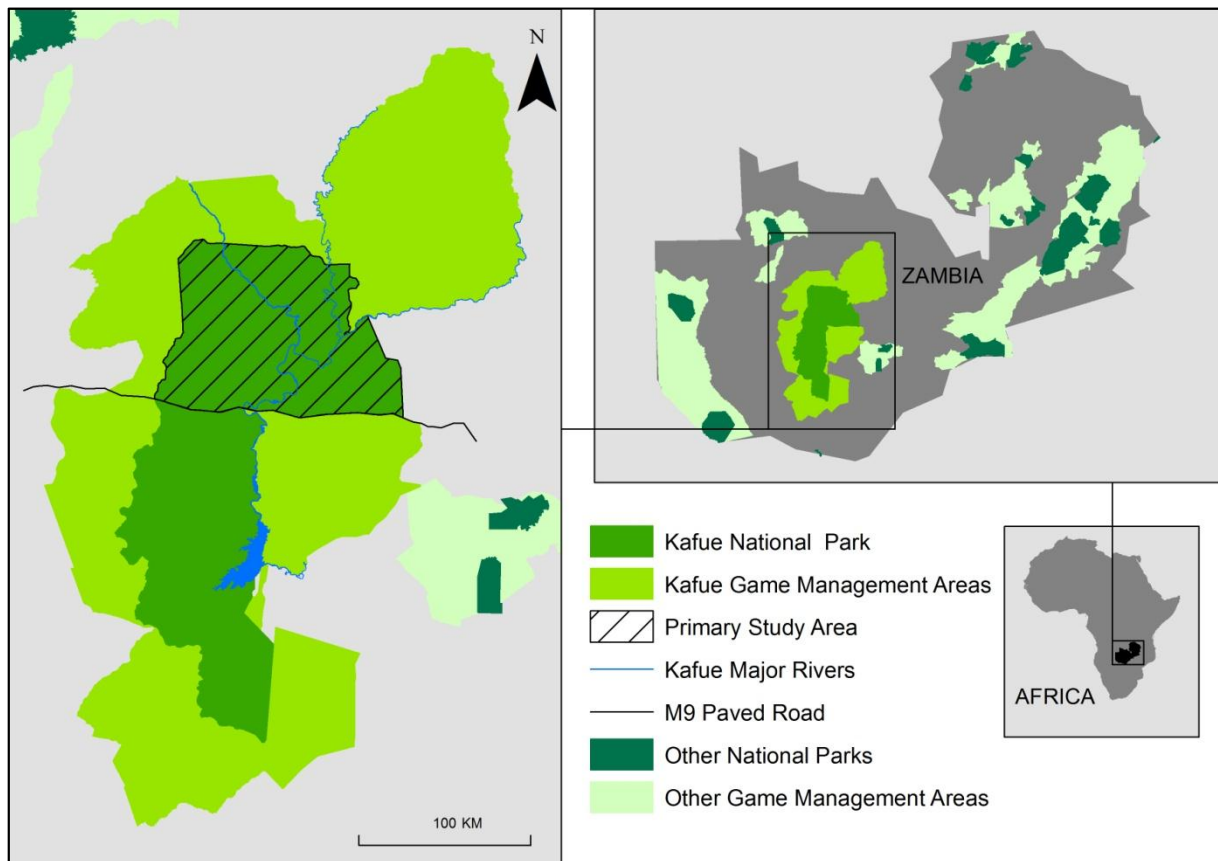 N
100 KM
ZAMBIA
Kafue National Park
Kafue Game Management Areas
Primary Study Area
Kafue Major Rivers
M9 Paved Road
Other National Parks
Other Game Management Areas
AFRICA